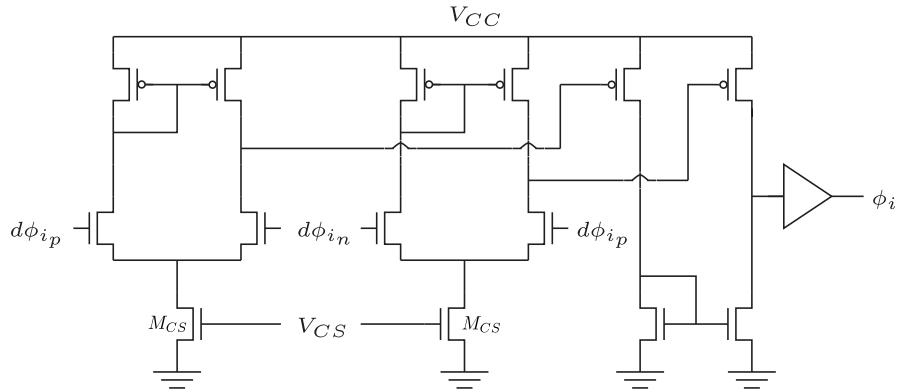 V_{CC}
dφ_{i_p} dφ_{i_n} dφ_{i_p} φ_i
M_{CS} V_{CS} M_{CS}